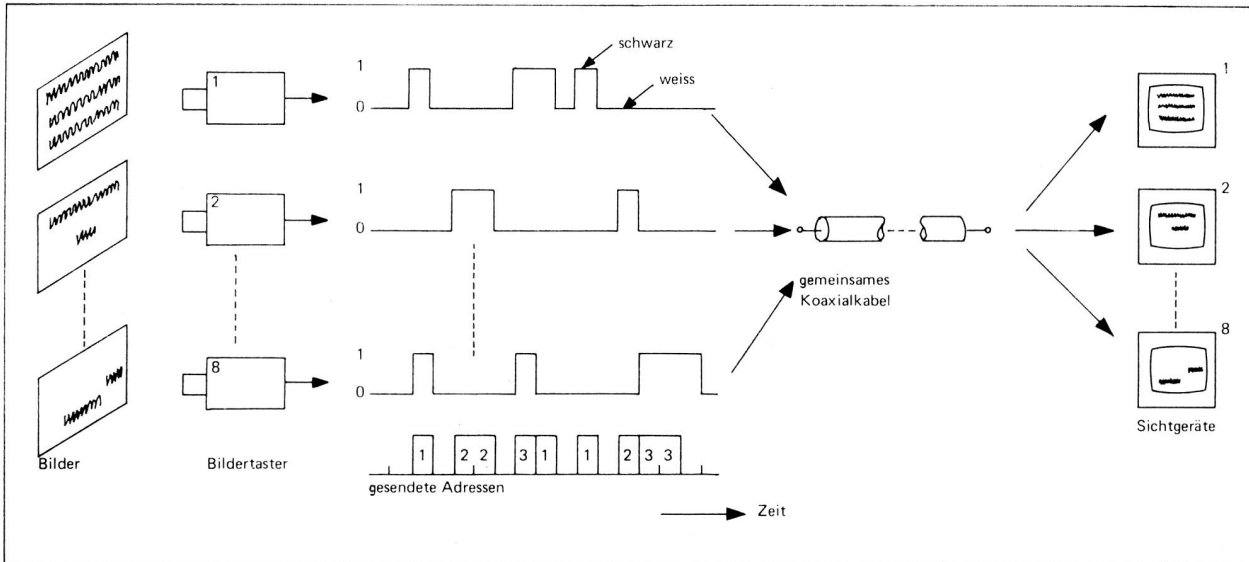 schwarz
weiss
1
1
0
1
2
1
0
2
8
1
0
8
gemeinsames
Koaxialkabel
Bilder
Bildertaster
1 2 2 3 1 1 2 3 3
gesendete Adressen
Zeit
Sichtgeräte